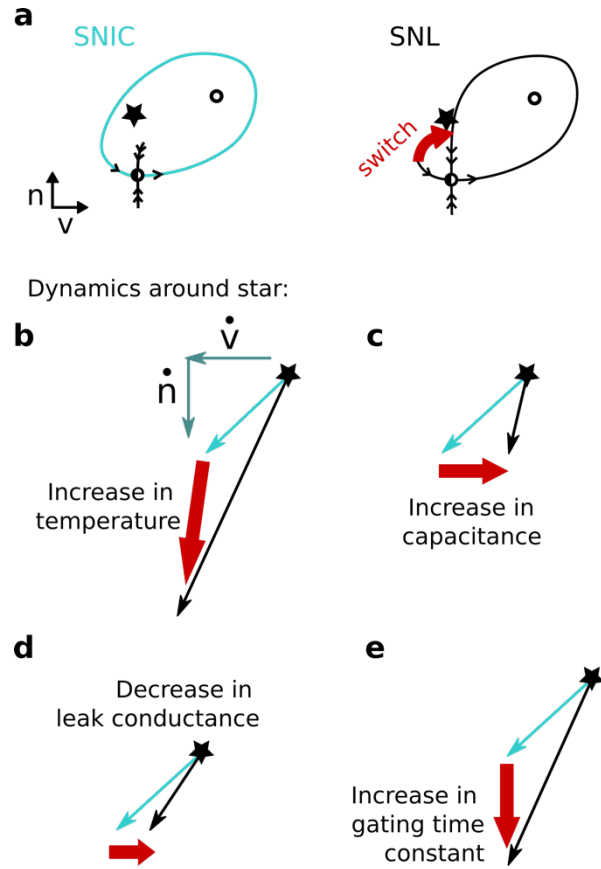 a
SNIC
SNL
switch
n
v
Dynamics around star:
b
v̇
ṅ
Increase in
temperature
c
Increase in
capacitance
d
Decrease in
leak conductance
e
Increase in
gating time
constant